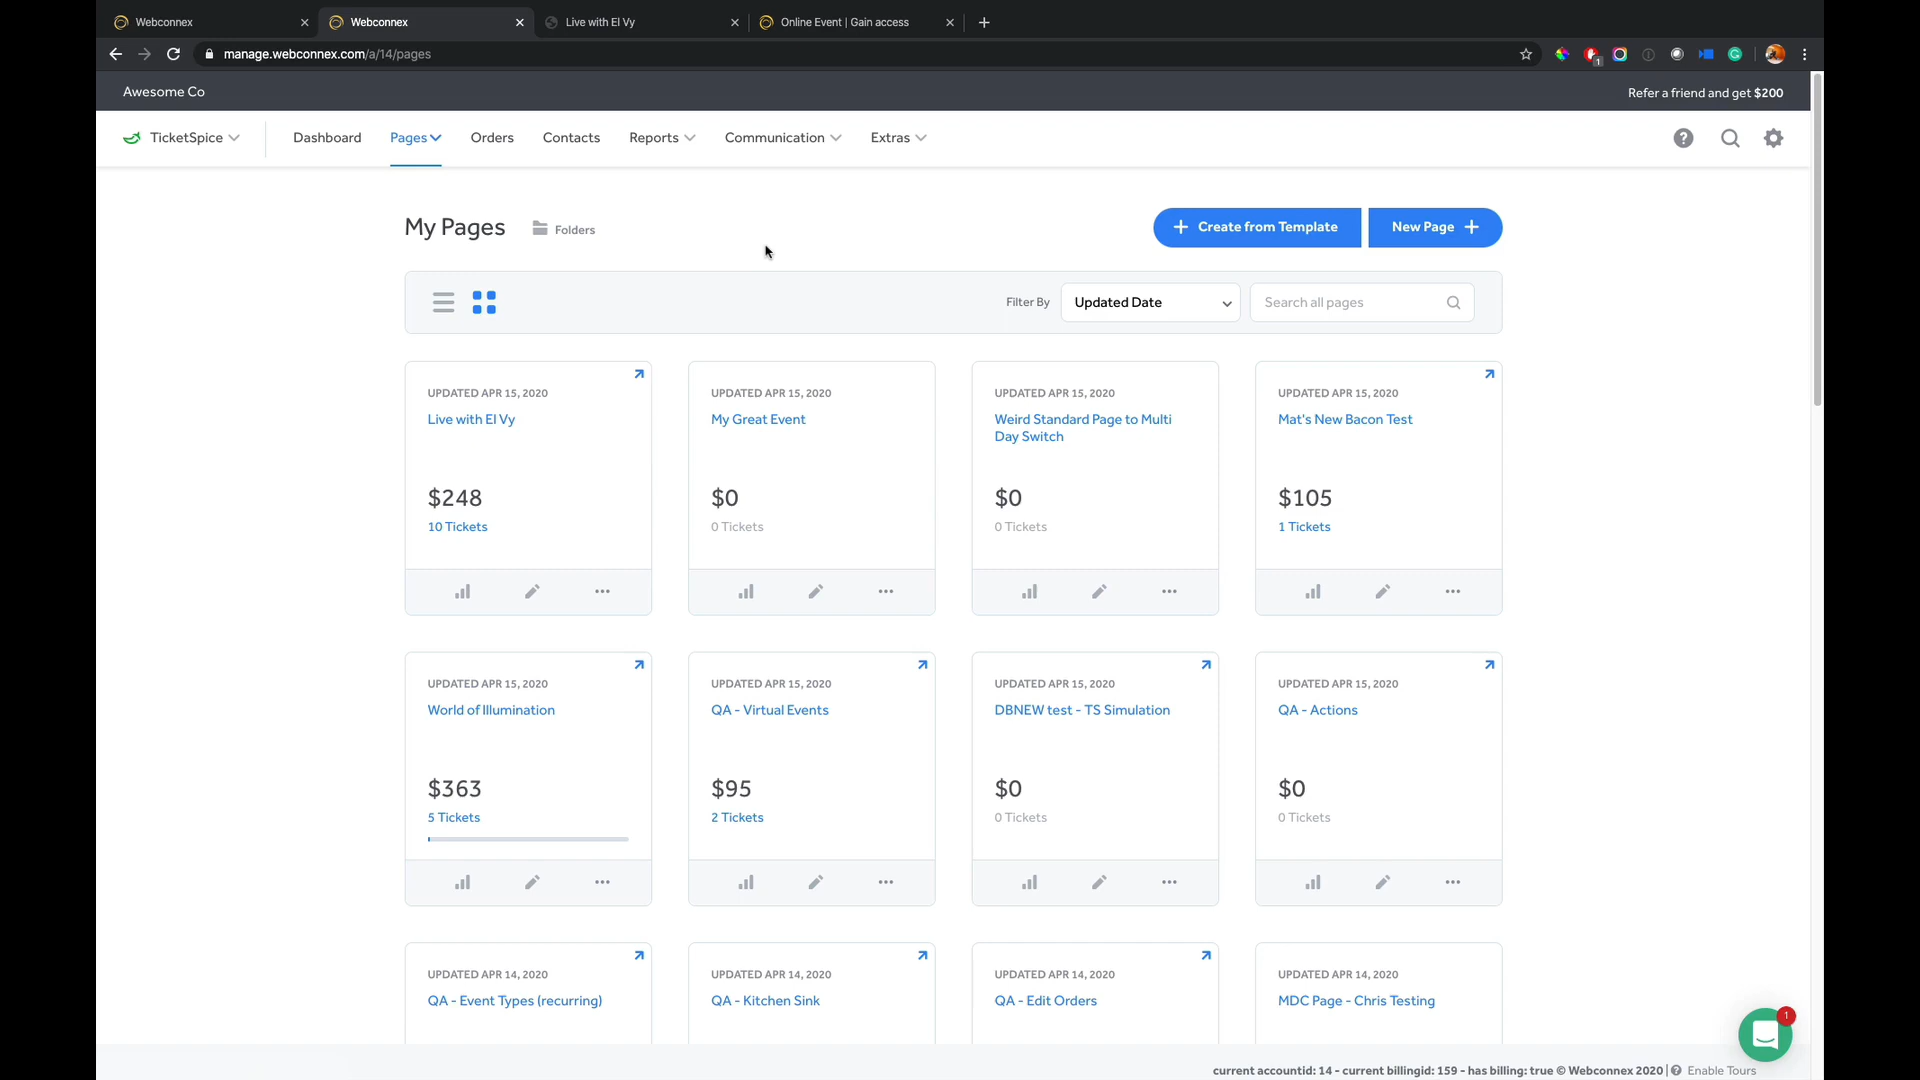 Webconnex
Webconnex
Live with El Vy
Online Event | Gain access
manage.webconnex.com/a/14/pages
1
Awesome Co
Refer a friend and get $200
TicketSpice
Dashboard
Pages
Orders
Contacts
Reports
Communication
Extras
My Pages
Folders
Create from Template
New Page
Filter By
Updated Date
Search all pages
UPDATED APR 15, 2020
Live with El Vy
$248
10 Tickets
UPDATED APR 15, 2020
My Great Event
$0
0 Tickets
UPDATED APR 15, 2020
Weird Standard Page to Multi
Day Switch
$0
0 Tickets
UPDATED APR 15, 2020
Mat's New Bacon Test
$105
1 Tickets
UPDATED APR 15, 2020
World of Illumination
$363
5 Tickets
UPDATED APR 15, 2020
QA - Virtual Events
$95
2 Tickets
UPDATED APR 15, 2020
DBNEW test - TS Simulation
$0
0 Tickets
UPDATED APR 15, 2020
QA - Actions
$0
0 Tickets
UPDATED APR 14, 2020
QA - Event Types (recurring)
UPDATED APR 14, 2020
QA - Kitchen Sink
UPDATED APR 14, 2020
QA - Edit Orders
UPDATED APR 14, 2020
MDC Page - Chris Testing
1
current accountid: 14 - current billingid: 159 - has billing: true © Webconnex 2020 | Enable Tours